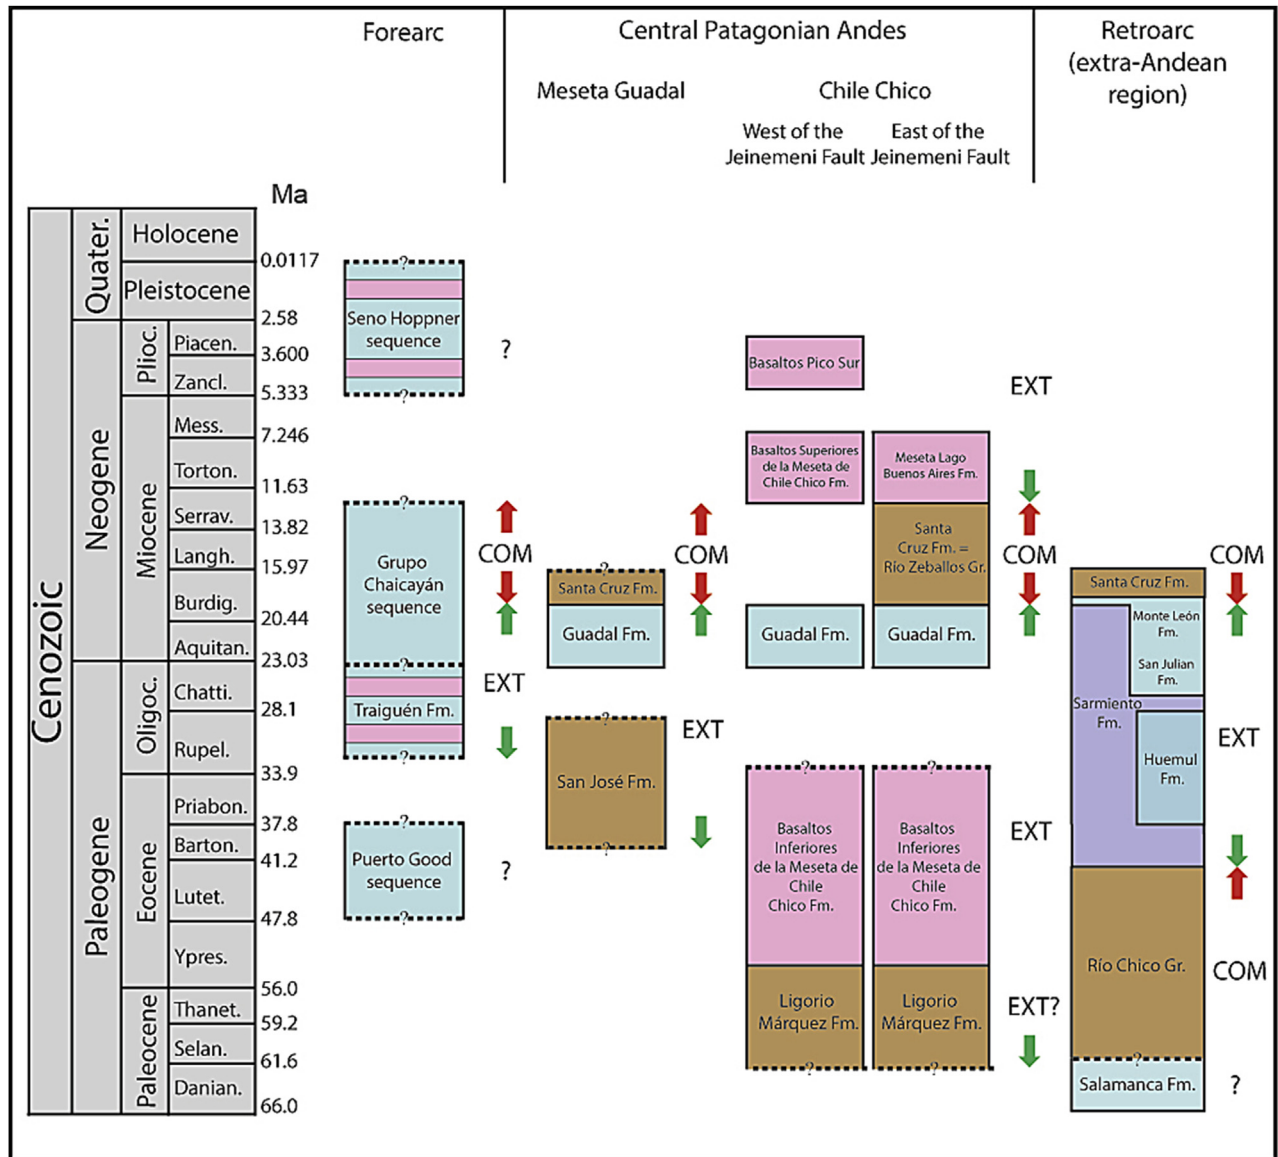 Forearc
Central Patagonian Andes
Retroarc
(extra-Andean
region)
Meseta Guadal
Chile Chico
West of the
Jeinemeni Fault
East of the
Jeinemeni Fault
Ma
Cenozoic
Quater.
Neogene
Paleogene
Plioc.
Miocene
Oligoc.
Eocene
Paleocene
Holocene
0.0117
Pleistocene
2.58
Piacen.
3.600
Zancl.
5.333
Mess.
7.246
Torton.
11.63
Serrav.
13.82
Langh.
15.97
Burdig.
20.44
Aquitan.
23.03
Chatti.
28.1
Rupel.
33.9
Priabon.
37.8
Barton.
41.2
Lutet.
47.8
Ypres.
56.0
Thanet.
59.2
Selan.
61.6
Danian.
66.0
?
Seno Hoppner
sequence
?
?
?
Grupo
Chaicayán
sequence
?
Traiguén Fm.
?
?
Puerto Good
sequence
?
COM
EXT
?
?
Santa Cruz Fm.
Guadal Fm.
?
San José Fm.
?
COM
EXT
Basaltos Pico Sur
Basaltos Superiores
de la Meseta de
Chile Chico Fm.
Guadal Fm.
?
Basaltos
Inferiores
de la Meseta de
Chile
Chico Fm.
Ligorio
Márquez Fm.
?
Meseta Lago
Buenos Aires Fm.
Santa
Cruz Fm. =
Río Zeballos Gr.
Guadal Fm.
?
Basaltos
Inferiores
de la Meseta de
Chile
Chico Fm.
Ligorio
Márquez Fm.
?
EXT
COM
EXT
EXT?
Santa Cruz Fm.
Monte León
Fm.
San Julian
Fm.
Sarmiento
Fm.
Huemul
Fm.
Río Chico Gr.
?
Salamanca Fm.
COM
EXT
COM
?